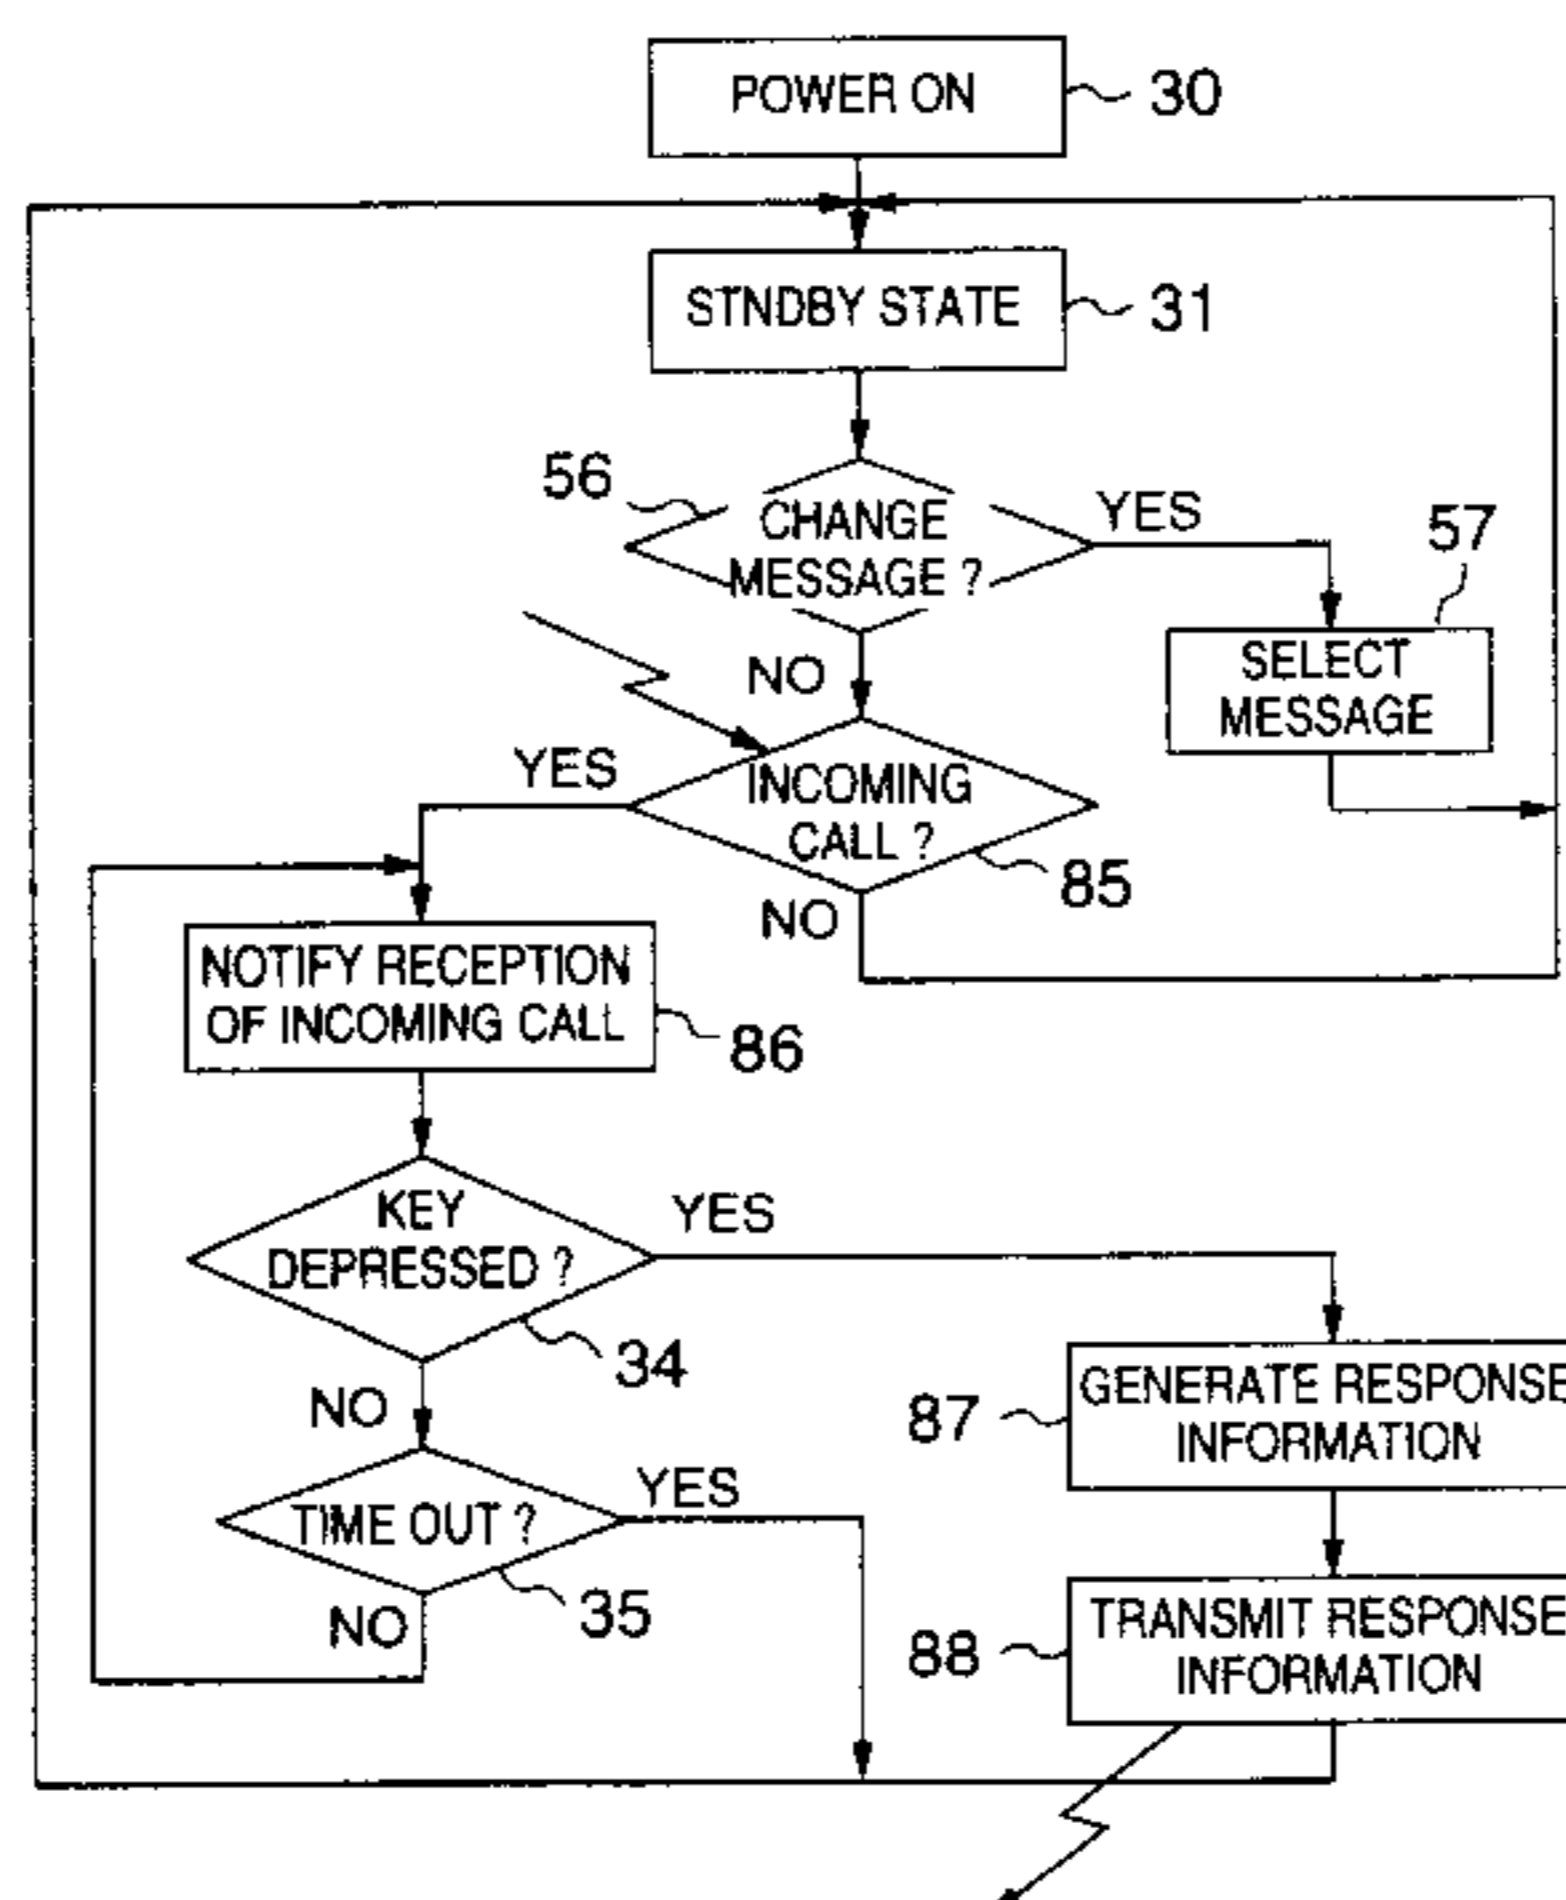 POWER ON
30
STNDBY STATE
31
56
CHANGE
MESSAGE ?
YES
57
NO
SELECT
MESSAGE
YES
INCOMING
CALL ?
85
NO
NOTIFY RECEPTION
OF INCOMING CALL
86
KEY
DEPRESSED ?
YES
34
NO
87
GENERATE RESPONSE
INFORMATION
TIME OUT ?
YES
35
NO
88
TRANSMIT RESPONSE
INFORMATION